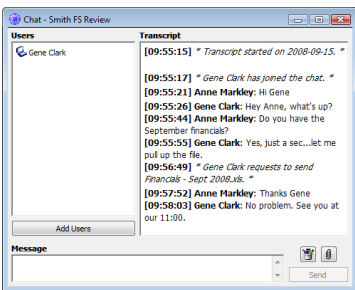 Chat - Smith FS Review
Users
Gene Clark
Add Users
Transcript
[09:55:15] * Transcript started on 2008-09-15. *
[09:55:17] * Gene Clark has joined the chat. *
[09:55:21] Anne Markley: Hi Gene
[09:55:26] Gene Clark: Hey Anne, what's up?
[09:55:44] Anne Markley: Do you have the
September financials?
[09:55:55] Gene Clark: Yes, just a sec...let me
pull up the file.
[09:56:49] * Gene Clark requests to send
Financials - Sept 2008.xls. *
[09:57:52] Anne Markley: Thanks Gene
[09:58:03] Gene Clark: No problem. See you at
our 11:00.
Message
Send